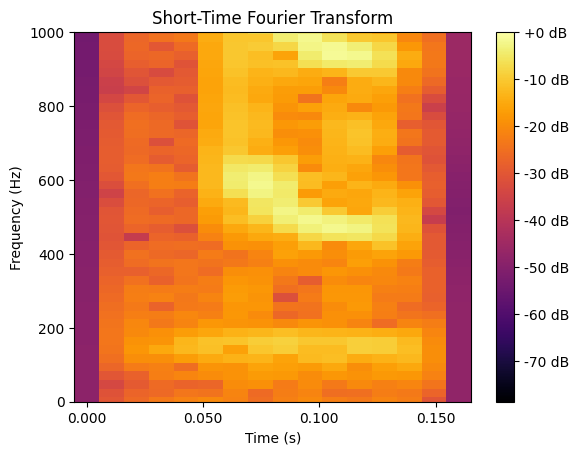 Short-Time Fourier Transform
Frequency (Hz)
1000
800
600
400
200
0
0.000
0.050
0.100
0.150
Time (s)
+0 dB
-10 dB
-20 dB
-30 dB
-40 dB
-50 dB
-60 dB
-70 dB